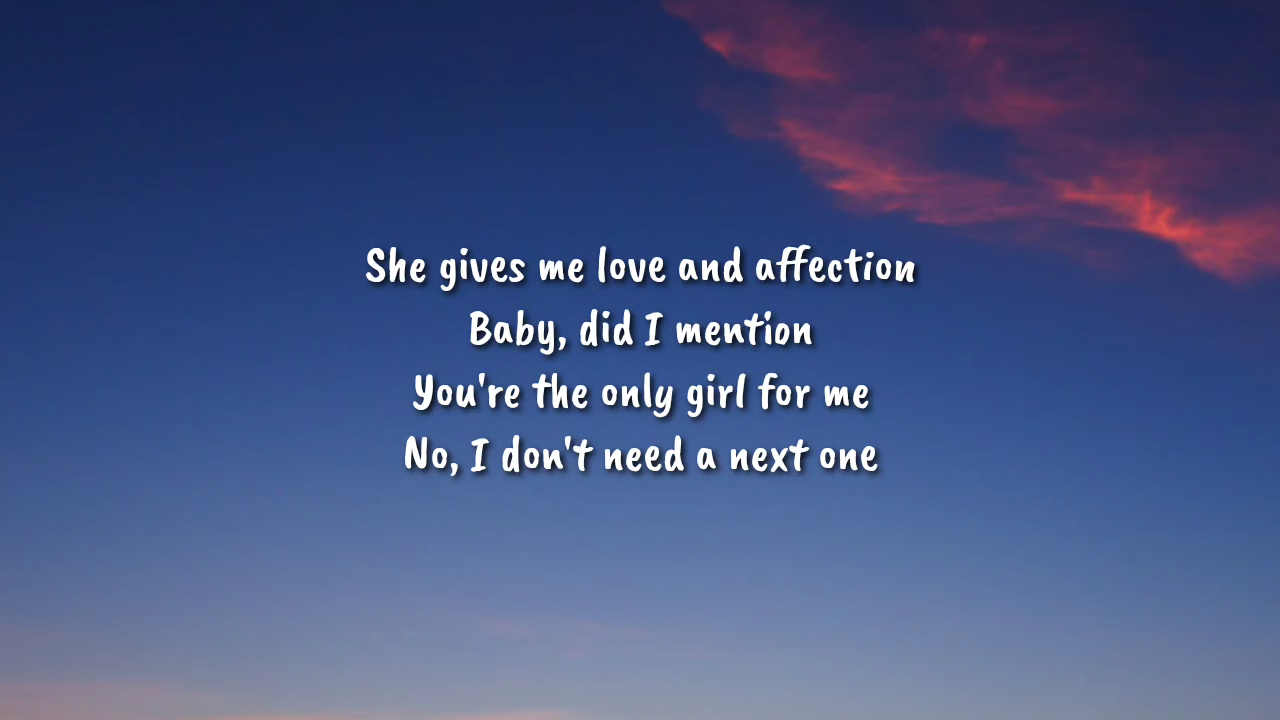 She gives me love and affection
Baby, did I mention
You're the only girl for me
No, I don't need a next one